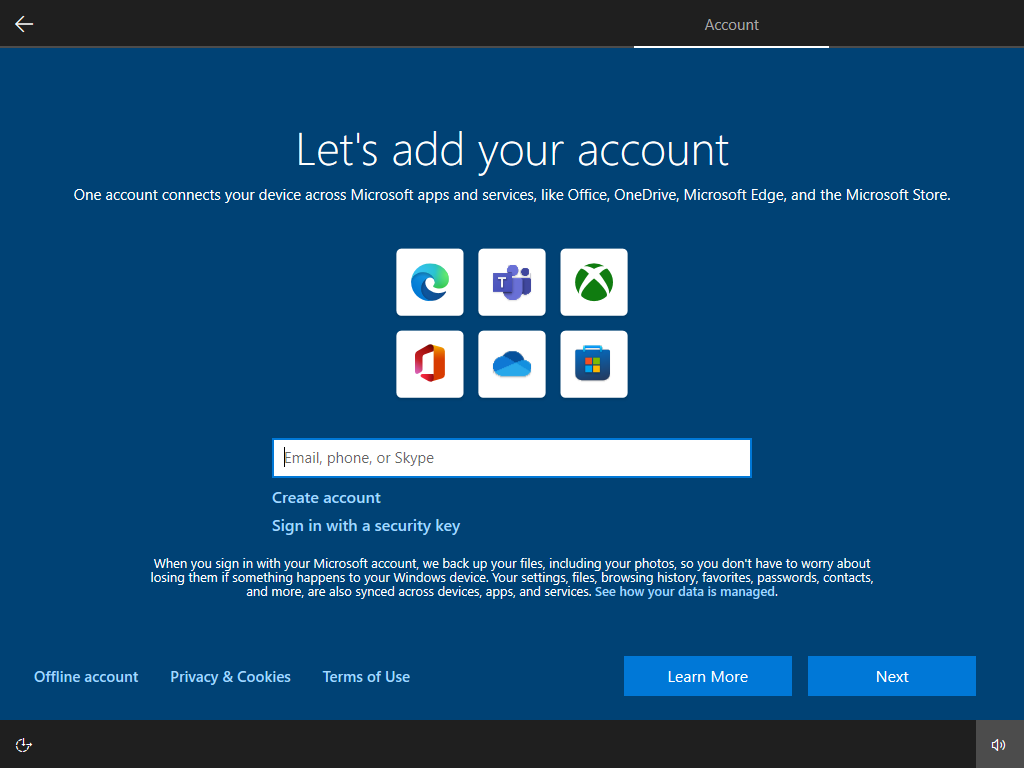 Account
Let's add your account
One account connects your device across Microsoft apps and services, like Office, OneDrive, Microsoft Edge, and the Microsoft Store.
T
Email, phone, or Skype
Create account
Sign in with a security key
When you sign in with your Microsoft account, we back up your files, including your photos, so you don't have to worry about
losing them if something happens to your Windows device. Your settings, files, browsing history, favorites, passwords, contacts,
and more, are also synced across devices, apps, and services. See how your data is managed.
Offline account Privacy & Cookies Terms of Use Learn More Next